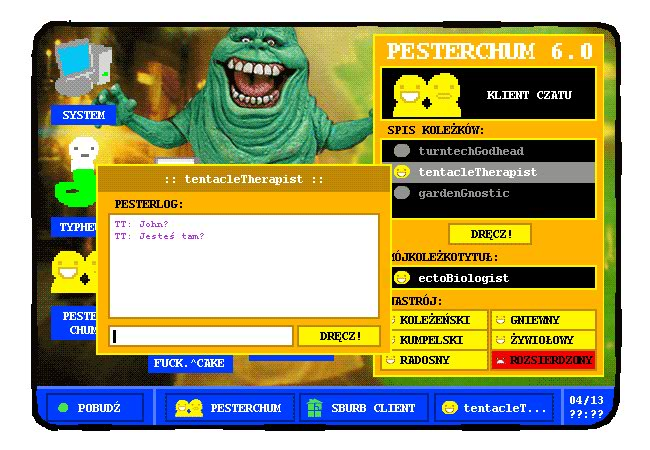 PESTERCHUM 6.0
KLIENT CZATU
SPIS KOLEŻKÓW:
turntechGodhead
tentacleTherapist
gardenGnostic
DRĘCZ!
MÓJKOLEŻKOTYTUŁ:
ectoBiologist
NASTRÓJ:
KOLEŻEŃSKI
GNIEWNY
KUMPELSKI
ŻYWIOŁOWY
RADOSNY
ROZSIERDZONY
:: tentacleTherapist ::
PESTERLOG:
TT: John?
TT: Jesteś tam?
DRĘCZ!
SYSTEM
TYPHEU
PESTE
CHUM
FUCK.^CAKE
POBUDŹ
PESTERCHUM
SBURB CLIENT
tentacleT...
04/13
??:??